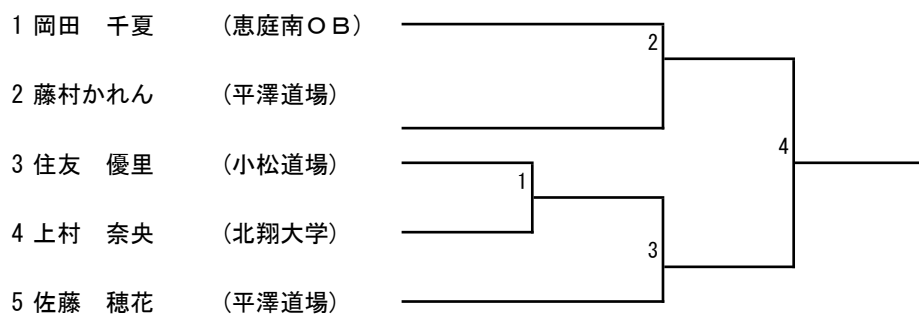 1 岡田　千夏　　(恵庭南ＯＢ)
2
2 藤村かれん　　(平澤道場)
3 住友　優里　　(小松道場)
4
1
4 上村　奈央　　(北翔大学)
3
5 佐藤　穂花　　(平澤道場)